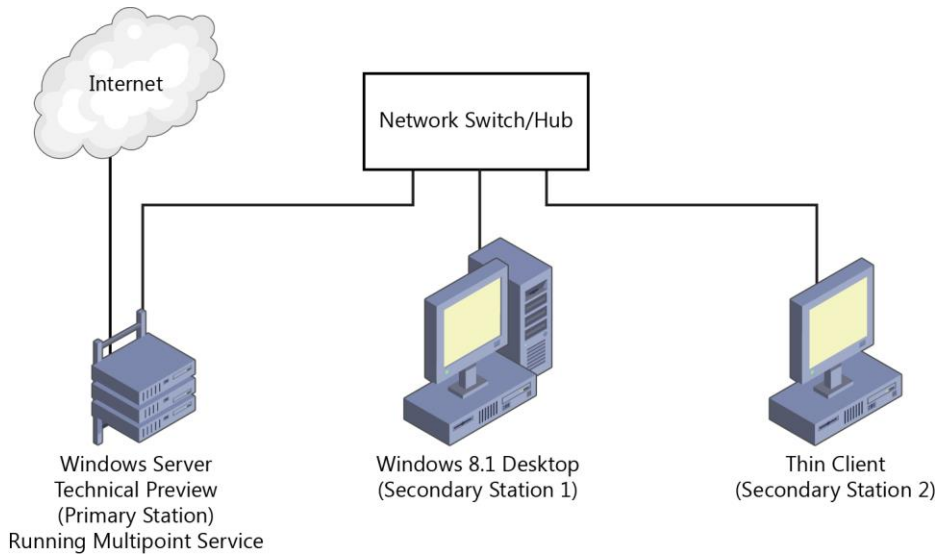 Internet
Network Switch/Hub
Windows Server
Technical Preview
(Primary Station)
Running Multipoint Service
Windows 8.1 Desktop
(Secondary Station 1)
Thin Client
(Secondary Station 2)